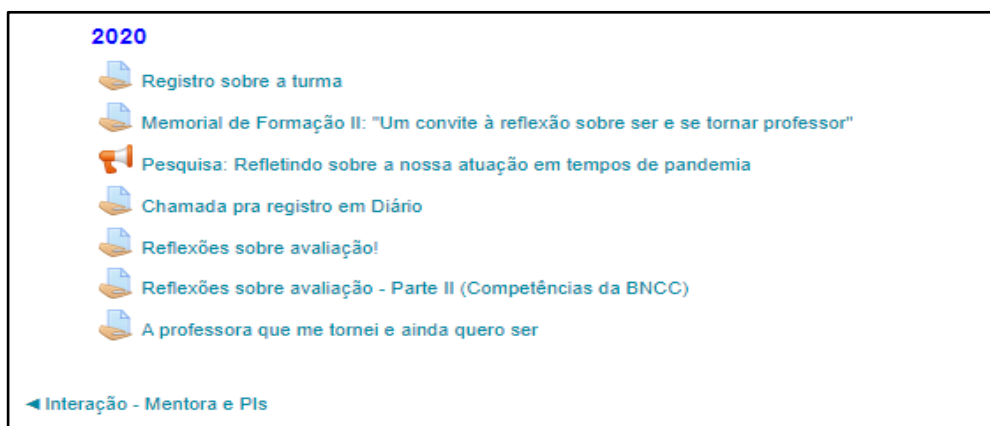 2020
Registro sobre a turma
Memorial de Formação II: "Um convite à reflexão sobre ser e se tornar professor"
Pesquisa: Refletindo sobre a nossa atuação em tempos de pandemia
Chamada pra registro em Diário
Reflexões sobre avaliação!
Reflexões sobre avaliação - Parte II (Competências da BNCC)
A professora que me tornei e ainda quero ser
◄ Interação - Mentora e PIs